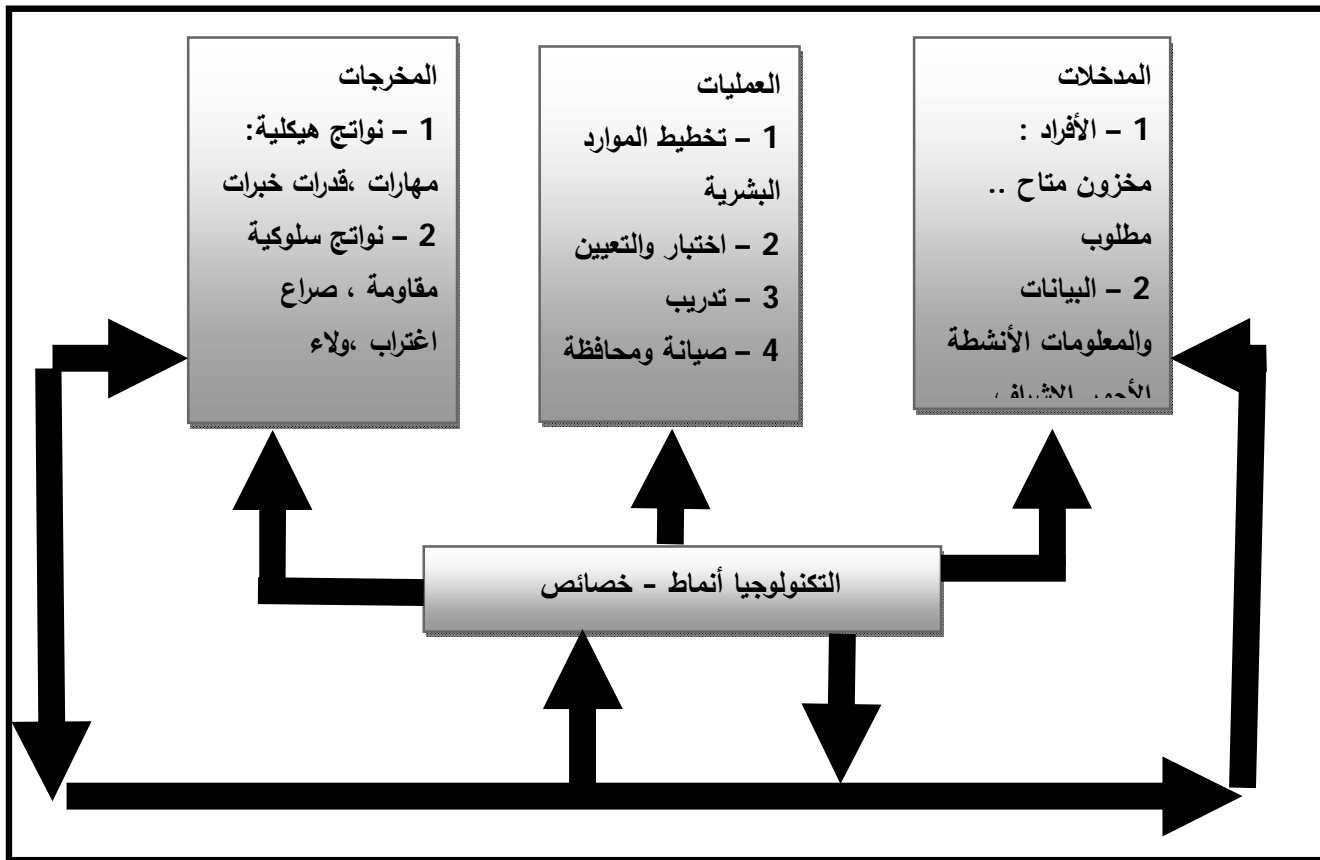 المدخلات
1 – الأفراد :
مخزون متاح ..
مطلوب
2 – البيانات
والمعلومات الأنشطة
العمليات
1 – تخطيط الموارد
البشرية
2 – اختبار والتعيين
3 – تدريب
4 – صيانة ومحافظة
المخرجات
1 – نواتج هيكلية:
مهارات ،قدرات خبرات
2 – نواتج سلوكية
مقاومة ، صراع
اغتراب ،ولاء
التكنولوجيا أنماط – خصائص